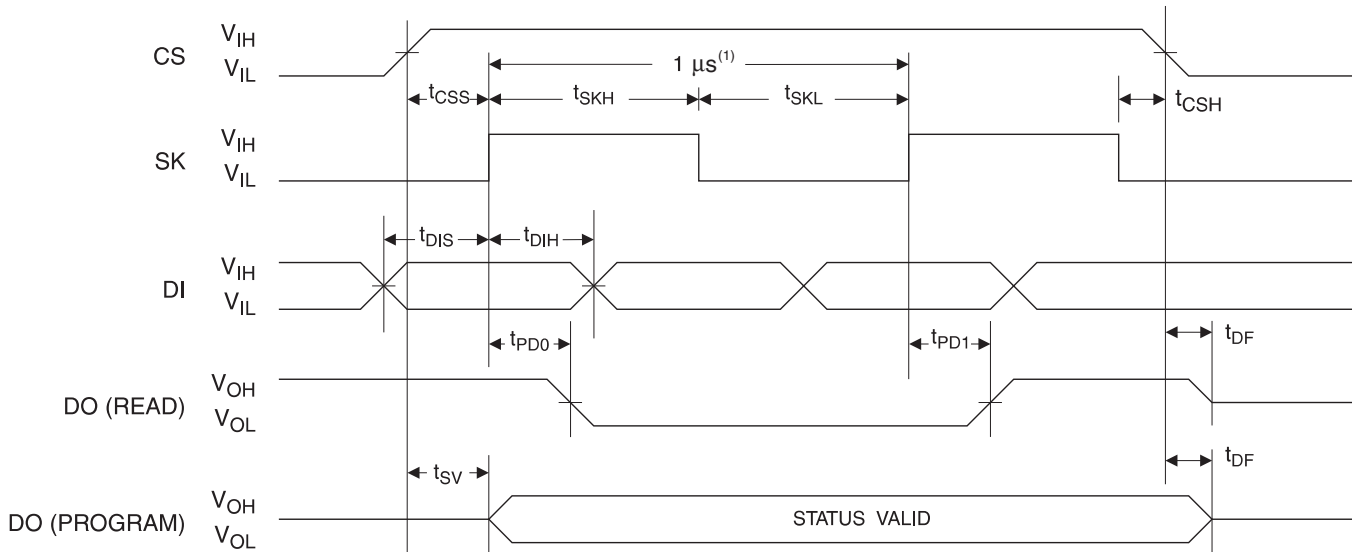 CS
V_IH
V_IL
1 μs(1)
t_CSS
t_SKH
t_SKL
t_CSH
SK
V_IH
V_IL
t_DIS
t_DIH
DI
V_IH
V_IL
t_PD0
t_PD1
t_DF
DO (READ)
V_OH
V_OL
t_SV
t_DF
DO (PROGRAM)
V_OH
V_OL
STATUS VALID